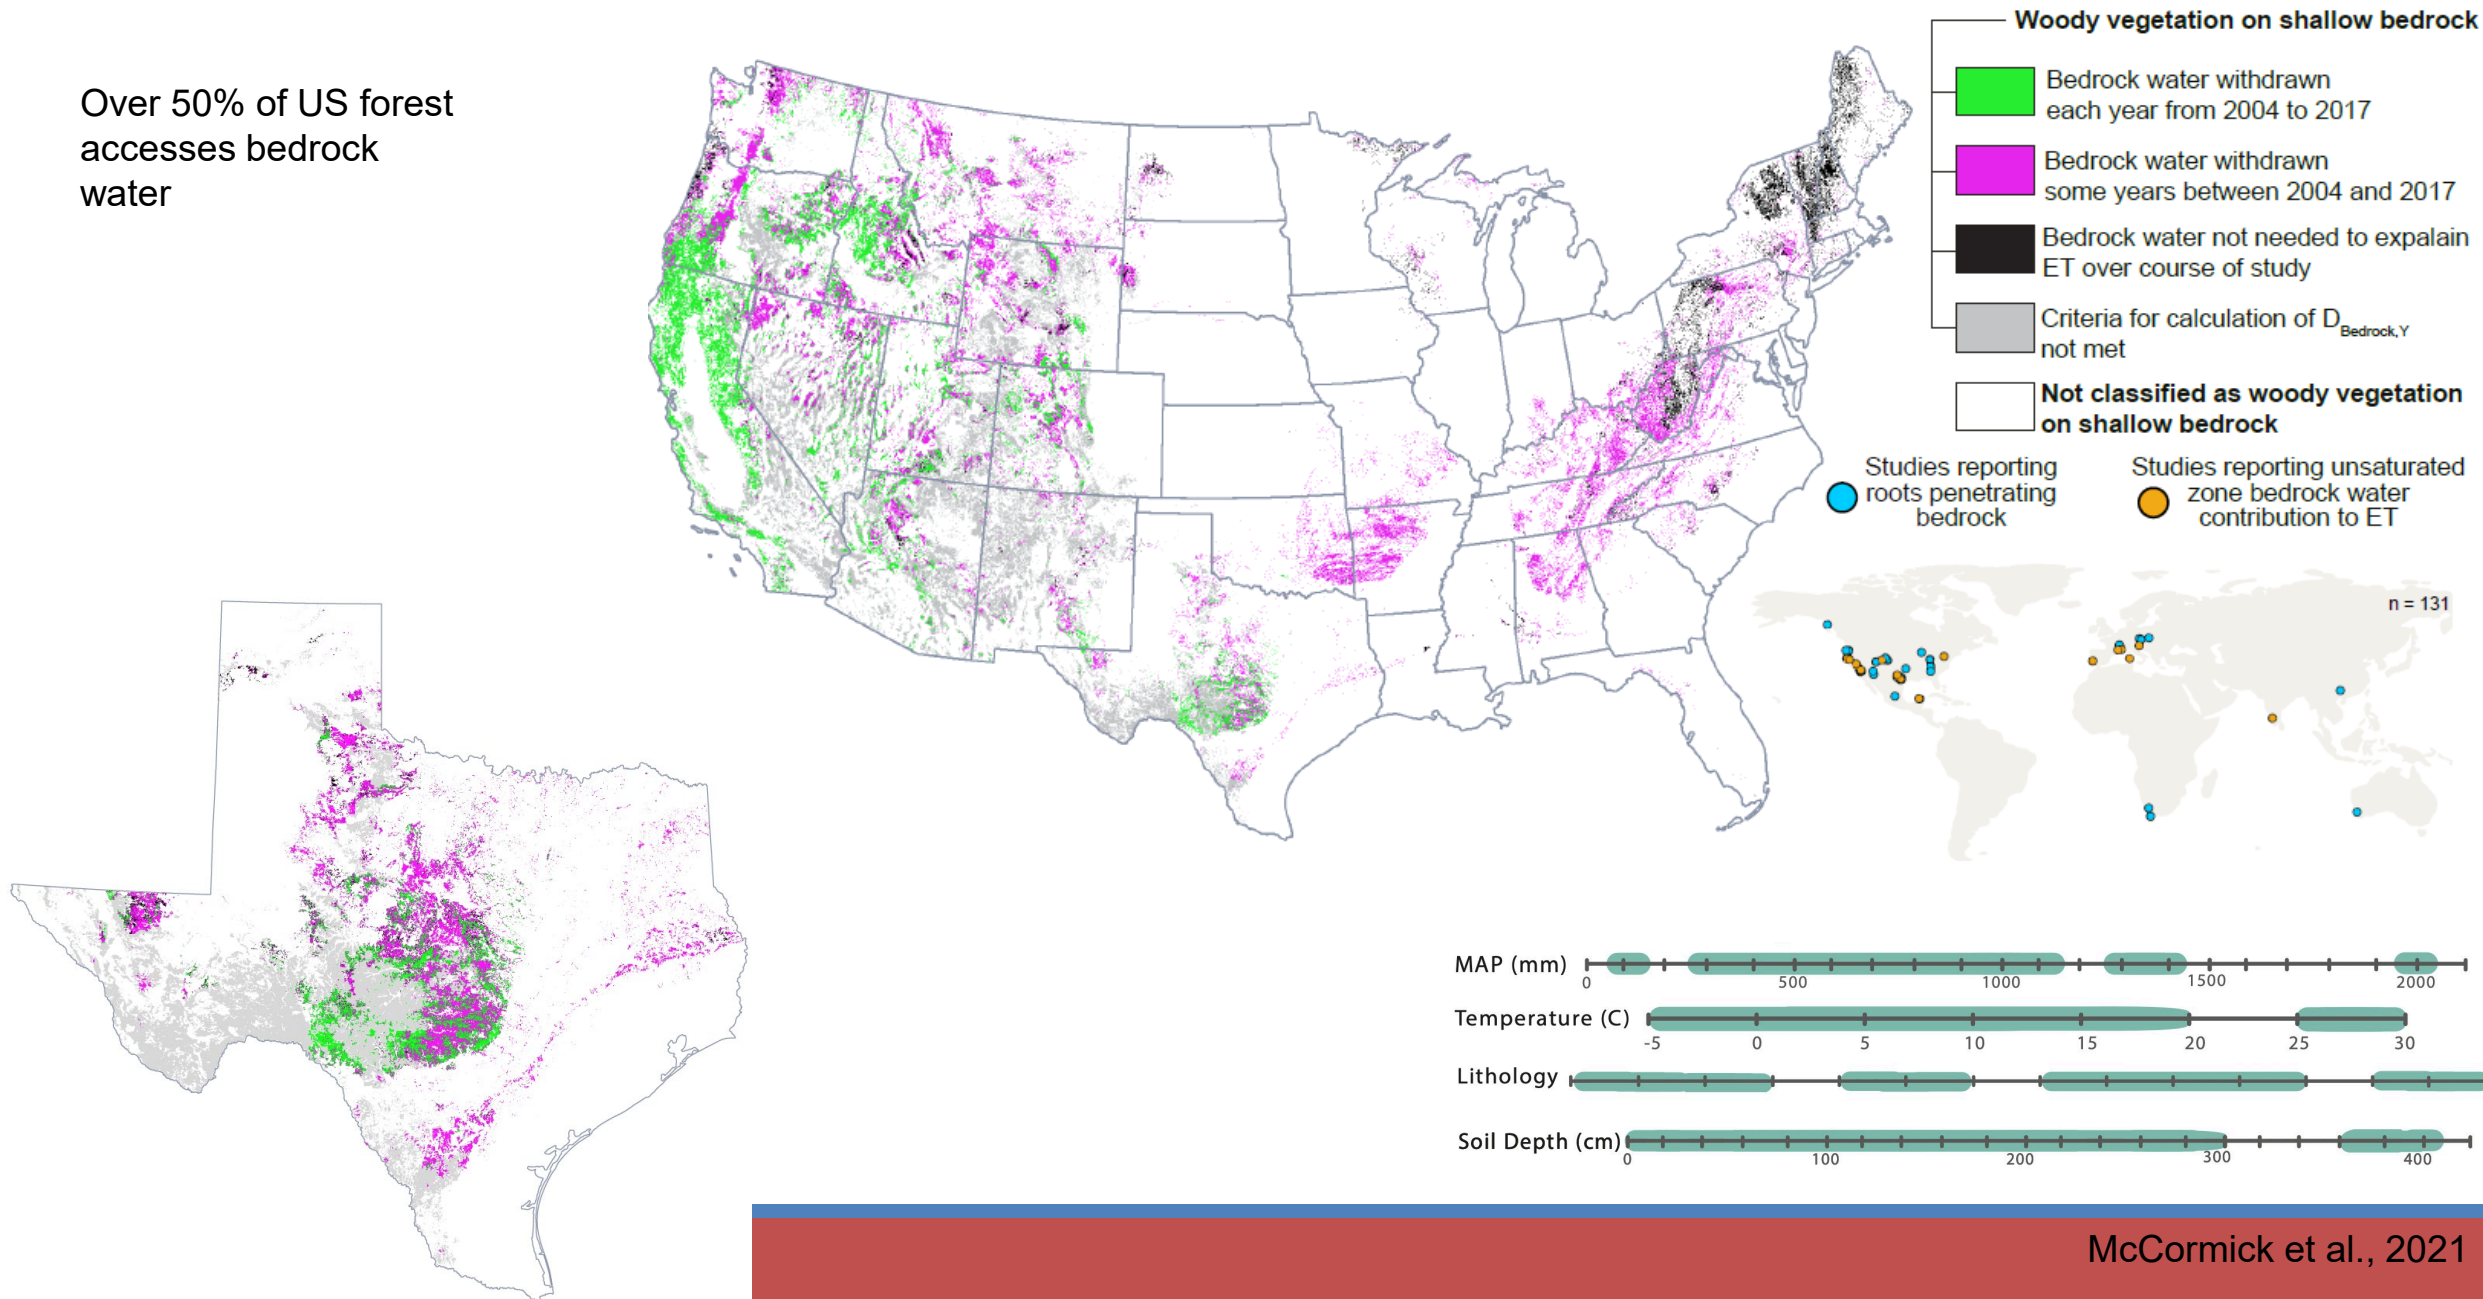 Over 50% of US forest
accesses bedrock
water
Woody vegetation on shallow bedrock
Bedrock water withdrawn
each year from 2004 to 2017
Bedrock water withdrawn
some years between 2004 and 2017
Bedrock water not needed to expalain
ET over course of study
Criteria for calculation of D Bedrock,Y
not met
Not classified as woody vegetation
on shallow bedrock
Studies reporting
roots penetrating
bedrock
Studies reporting unsaturated
zone bedrock water
contribution to ET
n = 131
MAP (mm)
0 500 1000 1500 2000
Temperature (C)
-5 0 5 10 15 20 25 30
Lithology
Soil Depth (cm)
0 100 200 300 400
McCormick et al., 2021